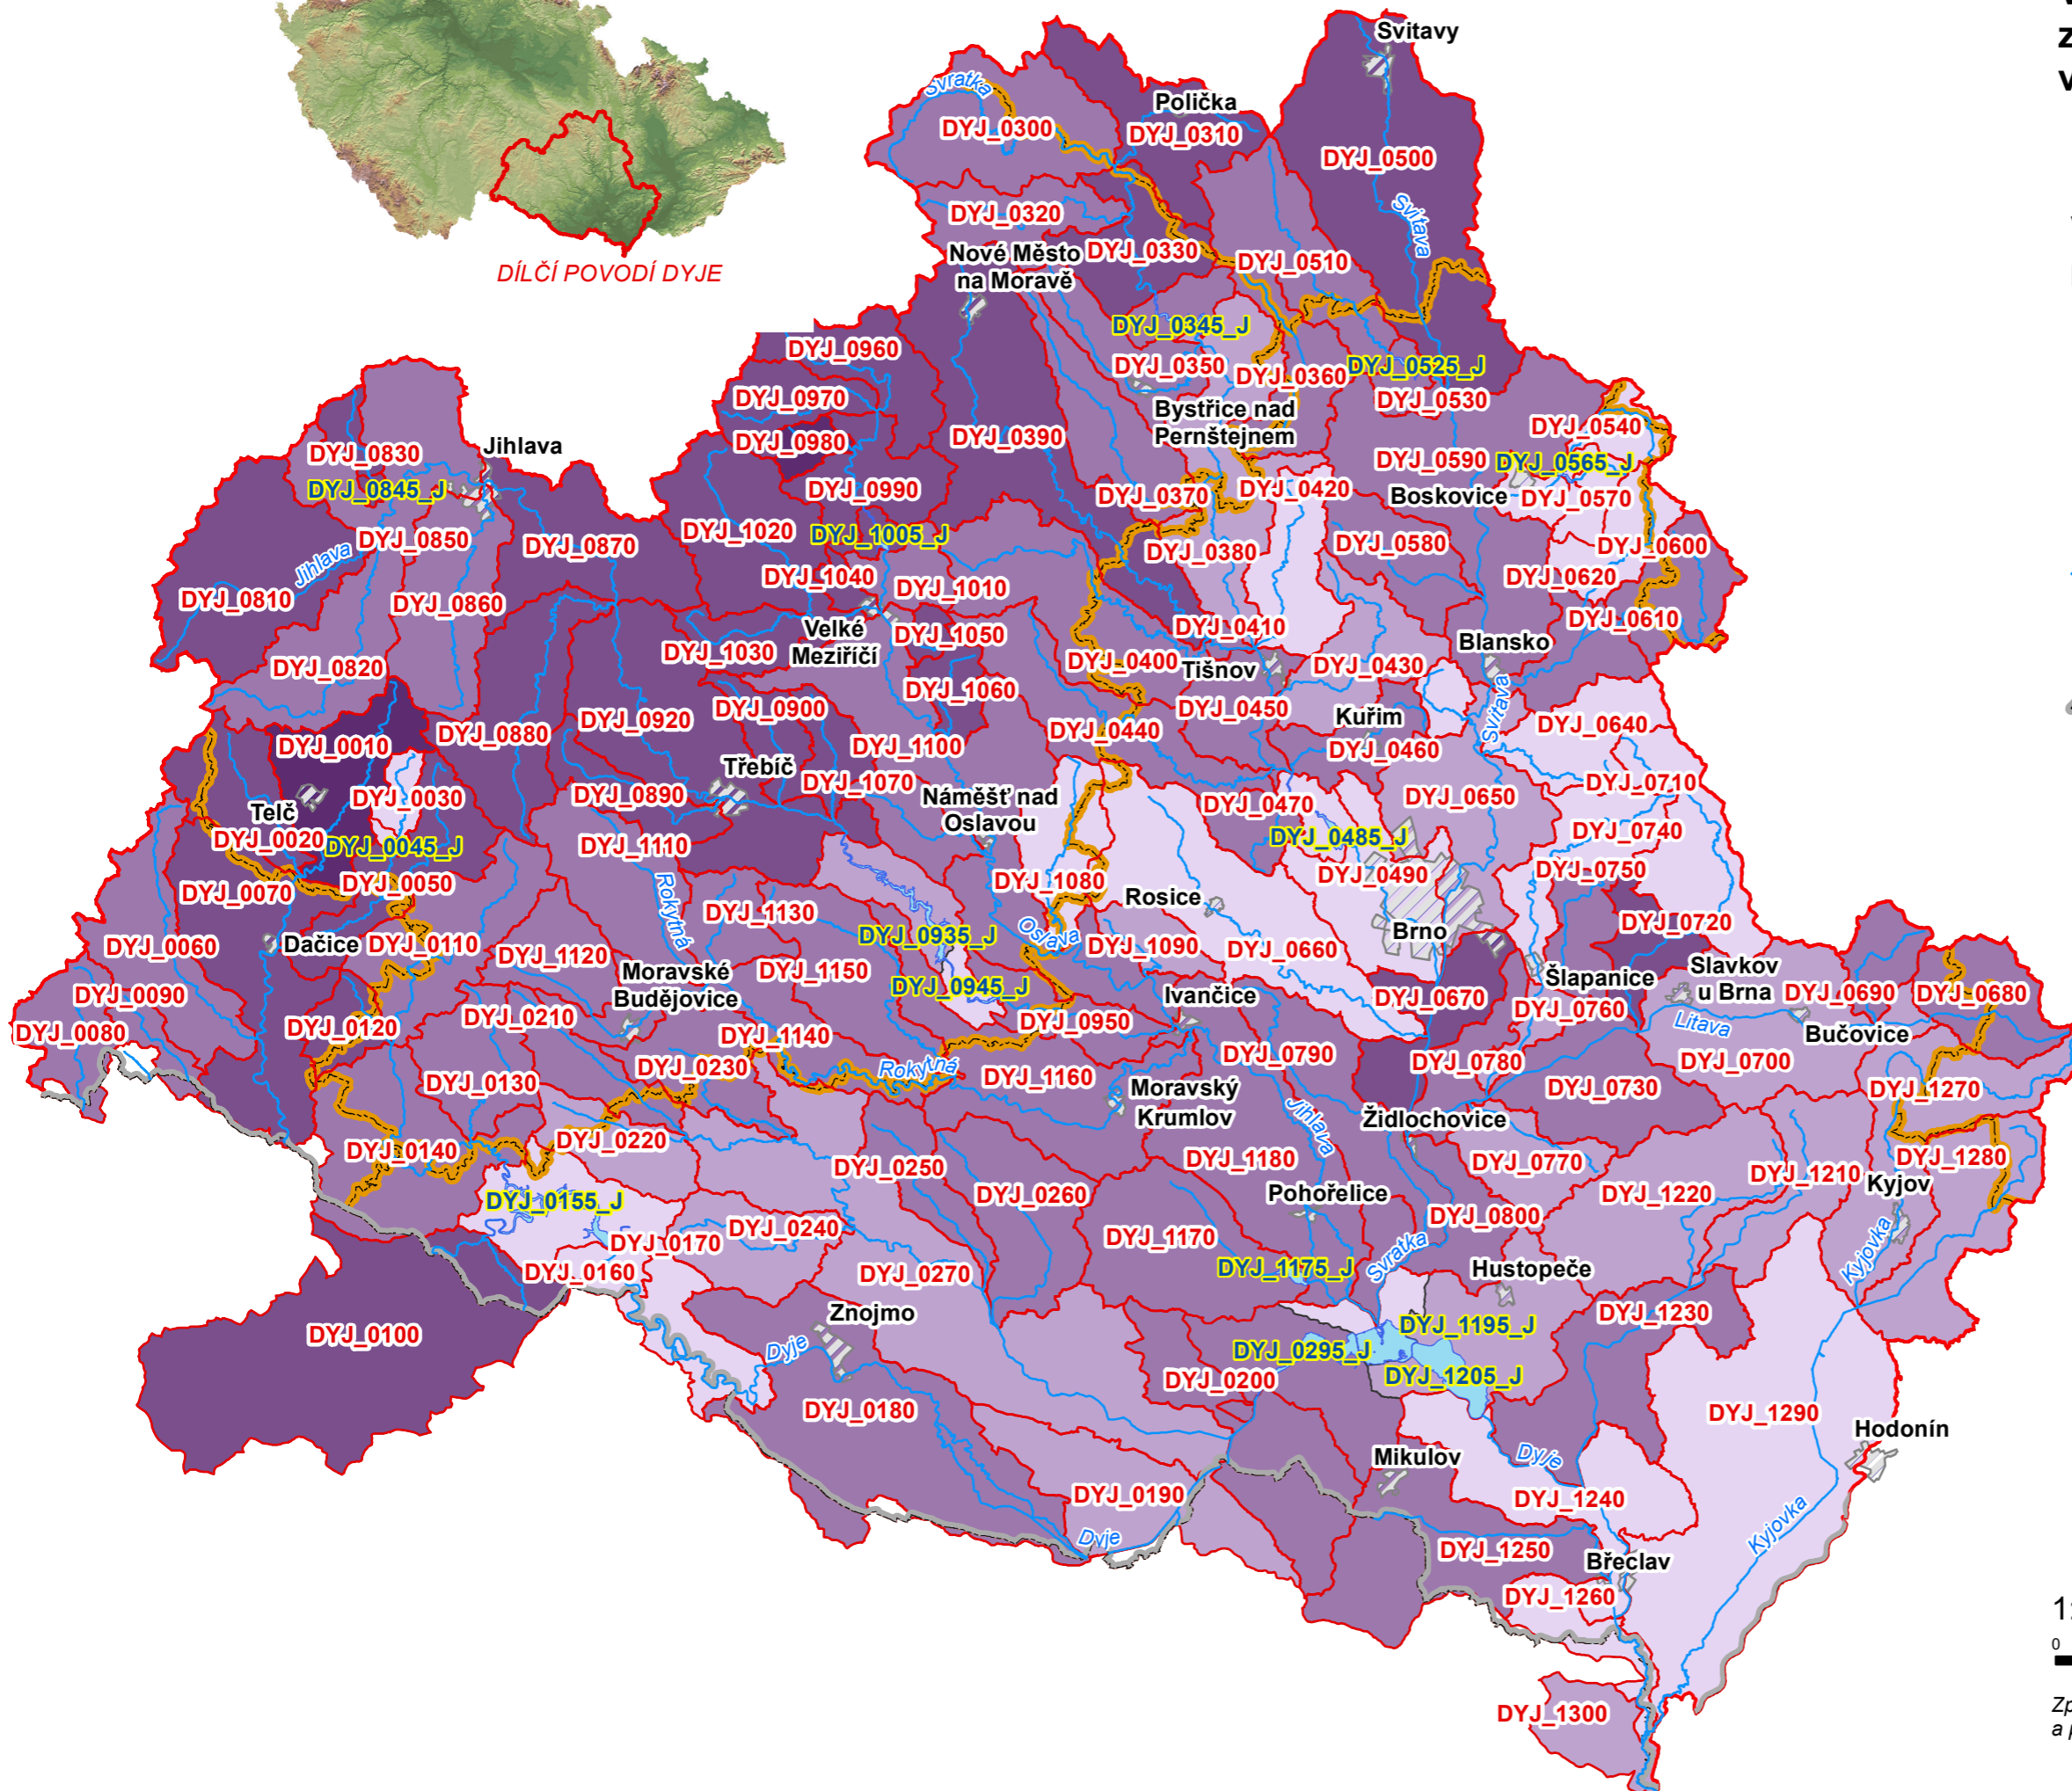 DÍLČÍ POVODÍ DYJE
Svitavy
Svratka
Polička
DYJ_0300
DYJ_0310
DYJ_0500
DYJ_0320
Svitava
Nové Město
na Moravě
DYJ_0330
DYJ_0510
DYJ_0345_J
DYJ_0960
DYJ_0350
DYJ_0360
DYJ_0525_J
DYJ_0970
DYJ_0530
Bystřice nad
Pernštejnem
DYJ_0980
DYJ_0390
DYJ_0540
Jihlava
DYJ_0830
DYJ_0590
DYJ_0565_J
DYJ_0845_J
DYJ_0990
DYJ_0370
DYJ_0420
Boskovice
DYJ_0570
DYJ_1020
DYJ_1005_J
DYJ_0850
DYJ_0870
DYJ_0380
DYJ_0580
DYJ_0600
Jihlava
DYJ_1040
DYJ_1010
DYJ_0620
DYJ_0810
DYJ_0860
DYJ_0610
Velké
Meziříčí
DYJ_1050
DYJ_0410
Blansko
DYJ_1030
DYJ_0400
Tišnov
DYJ_0430
DYJ_0820
DYJ_1060
DYJ_0450
Svitava
DYJ_0920
DYJ_0900
Kuřim
DYJ_0640
DYJ_0010
DYJ_0880
DYJ_1100
DYJ_0440
DYJ_0460
Třebíč
DYJ_1070
DYJ_0710
DYJ_0030
DYJ_0890
Náměšť nad
Oslavou
DYJ_0470
DYJ_0650
Telč
DYJ_0020
DYJ_0045_J
DYJ_1110
DYJ_0485_J
DYJ_0740
DYJ_0070
DYJ_0050
DYJ_1080
DYJ_0490
DYJ_0750
Rokytná
DYJ_1130
Rosice
DYJ_0720
DYJ_0060
Dačice
DYJ_0110
DYJ_0935_J
Oslava
DYJ_1090
DYJ_0660
Brno
DYJ_1120
Moravské
Budějovice
DYJ_1150
DYJ_0945_J
Šlapanice
Slavkov
u Brna
DYJ_0690
DYJ_0680
DYJ_0090
Ivančice
DYJ_0670
DYJ_0760
DYJ_0080
DYJ_0120
DYJ_0210
DYJ_1140
DYJ_0950
Litava
Bučovice
DYJ_0130
DYJ_0230
Rokytná
DYJ_1160
DYJ_0790
DYJ_0780
DYJ_0700
Moravský
Krumlov
DYJ_0730
DYJ_1270
Jihlava
Židlochovice
DYJ_0140
DYJ_0220
DYJ_0250
DYJ_1180
DYJ_0770
DYJ_1210
DYJ_1280
DYJ_0155_J
DYJ_0260
Pohořelice
DYJ_1220
Kyjov
DYJ_0170
DYJ_0240
DYJ_1170
DYJ_0800
DYJ_0160
DYJ_0270
DYJ_1175_J
Svratka
Hustopeče
Kyjovka
DYJ_0100
Znojmo
DYJ_1195_J
DYJ_1230
Dyje
DYJ_0295_J
DYJ_0200
DYJ_1205_J
DYJ_0180
DYJ_1290
Hodonín
Mikulov
Dyje
DYJ_0190
DYJ_1240
Dyje
Kyjovka
DYJ_1250
Břeclav
DYJ_1260
0
DYJ_1300
Zp
a p